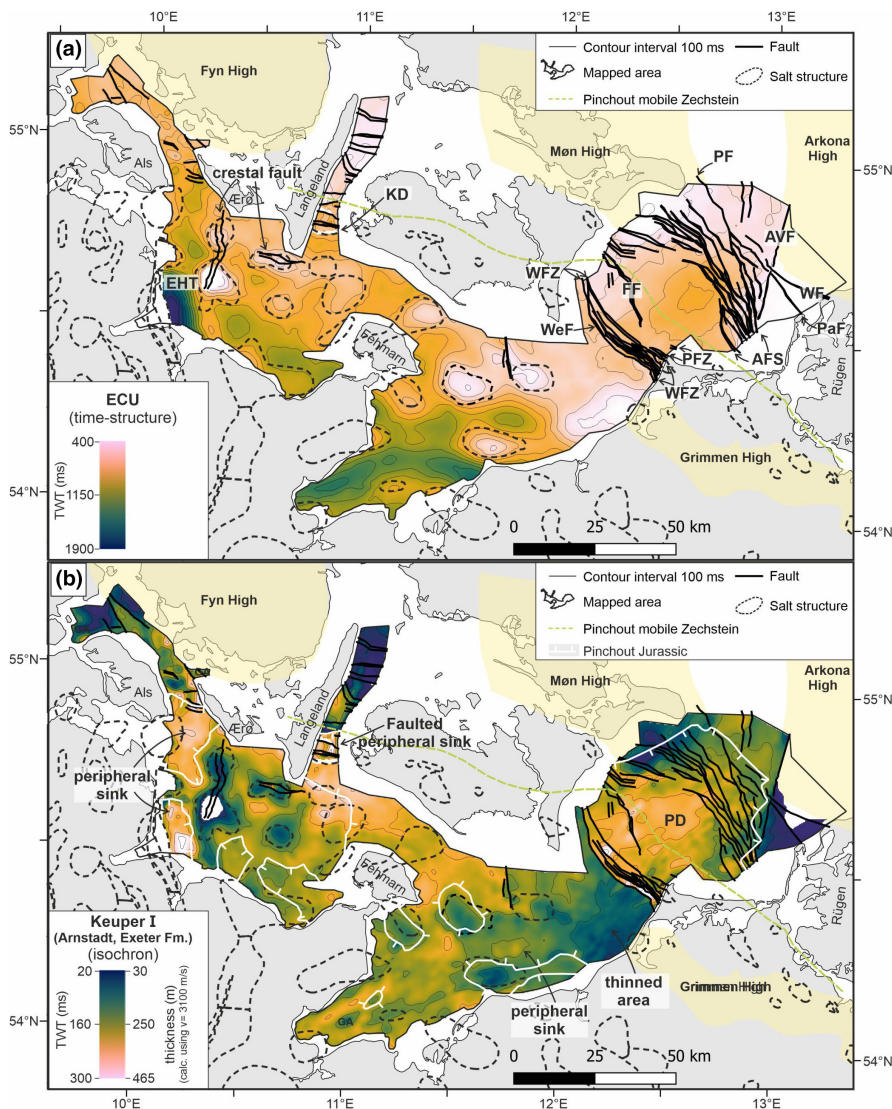 10°E
11°E
12°E
13°E
(a)
Fyn High
Contour interval 100 ms
Fault
Mapped area
Salt structure
Pinchout mobile Zechstein
55°N
55°N
Als
crestal fault
Ærø
Langeland
KD
Møn High
PF
Arkona High
AVF
WFZ
EHT
FF
WF
WeF
PaF
Fehmarn
PFZ
AFS
WFZ
Rügen
ECU
(time-structure)
400
TWT (ms)
1150
1900
Grimmen High
54°N
54°N
0
25
50 km
(b)
Fyn High
Contour interval 100 ms
Fault
Mapped area
Salt structure
Pinchout mobile Zechstein
Pinchout Jurassic
55°N
55°N
Als
Ærø
Langeland
Møn High
Arkona High
Faulted peripheral sink
peripheral sink
PD
Fehmarn
Rügen
Keuper I
(Arnstadt, Exeter Fm.)
(isochron)
20
30
TWT (ms)
160
250
thickness (m)
(calc. using v= 3100 m/s)
300
465
thinned area
peripheral sink
GA
Grimmen High
54°N
54°N
0
25
50 km
10°E
11°E
12°E
13°E